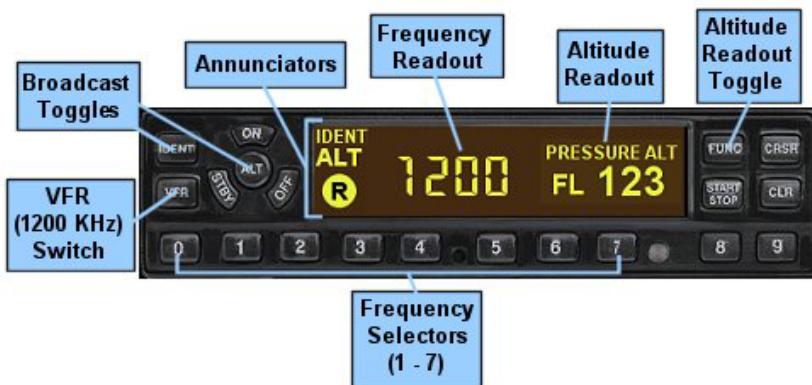 Frequency
Readout
Annunciators
Altitude
Readout
Altitude
Readout
Toggle
Broadcast
Toggles
IDENT
ON
ALT
STBY
OFF
VFR
IDENT
ALT
R
1200
PRESSURE ALT
FL 123
FUNC
CRSR
START
STOP
CLR
VFR
(1200 KHz)
Switch
0 1 2 3 4 5 6 7 8 9
Frequency
Selectors
(1 - 7)